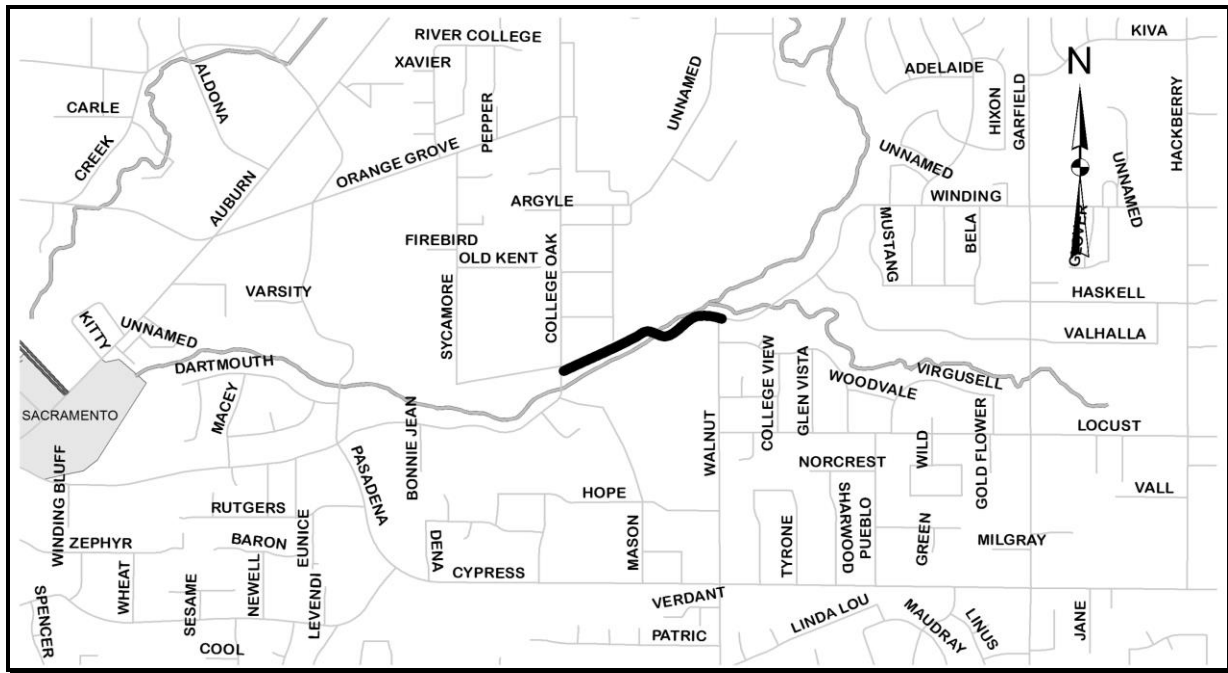 RIVER COLLEGE
KIVA
XAVIER
ADELAIDE
N
ALDONA
UNNAMED
HIXON
GARFIELD
HACKBERRY
CARLE
PEPPER
CREEK
ORANGE GROVE
UNNAMED
UNNAMED
AUBURN
ARGYLE
WINDING
MUSTANG
BELA
GLOVER
FIREBIRD
OLD KENT
COLLEGE OAK
VARSITY
SYCAMORE
HASKELL
KITTY
UNNAMED
VALHALLA
DARTMOUTH
COLLEGE VIEW
GLEN VISTA
WOODVALE
VIRGUSELL
SACRAMENTO
MACEY
BONNIE JEAN
WALNUT
WILD
GOLD FLOWER
LOCUST
WINDING BLUFF
PASADENA
NORCREST
HOPE
SHARWOOD
PUEBLO
VALL
RUTGERS
EUNICE
DENA
MASON
TYRONE
GREEN
MILGRAY
ZEPHYR
BARON
CYPRESS
WHEAT
SESAME
NEWELL
LEVENDI
VERDANT
LINDA LOU
MAUDRAY
LINUS
JANE
SPENCER
COOL
PATRIC